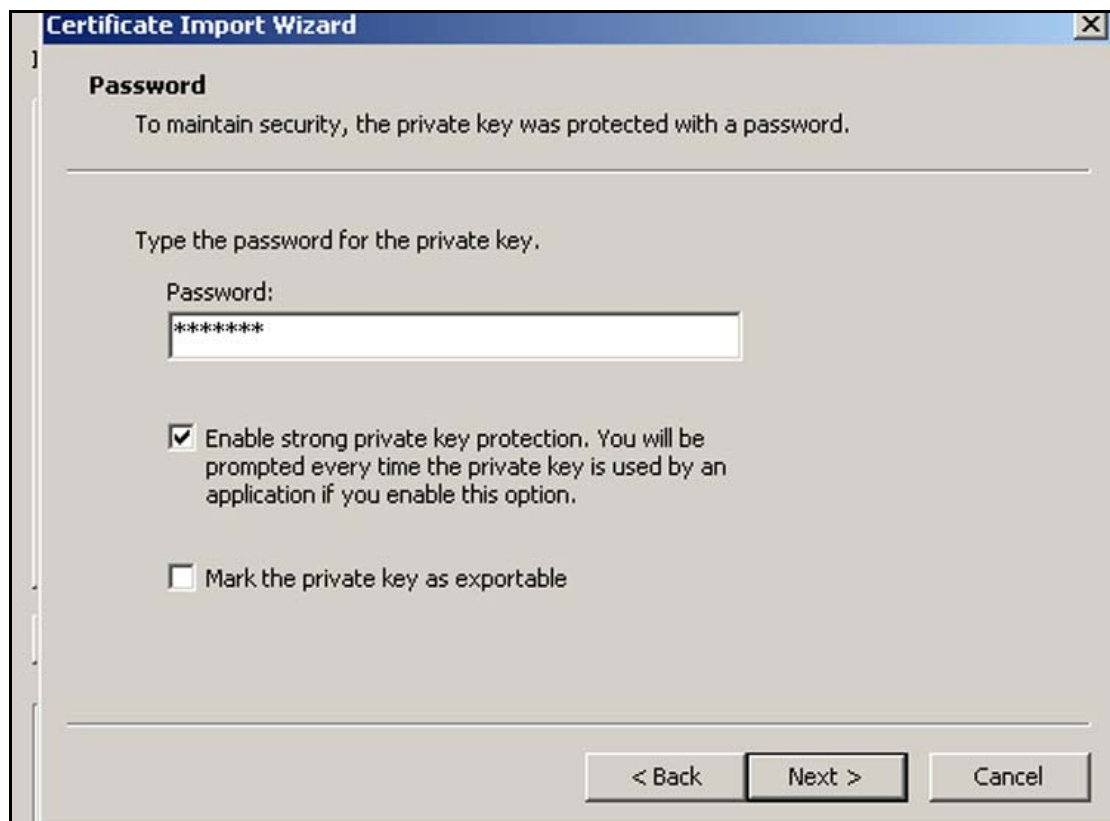 Certificate Import Wizard
Password
To maintain security, the private key was protected with a password.
Type the password for the private key.
Password:
*******
Enable strong private key protection. You will be
prompted every time the private key is used by an
application if you enable this option.
Mark the private key as exportable
< Back Next > Cancel